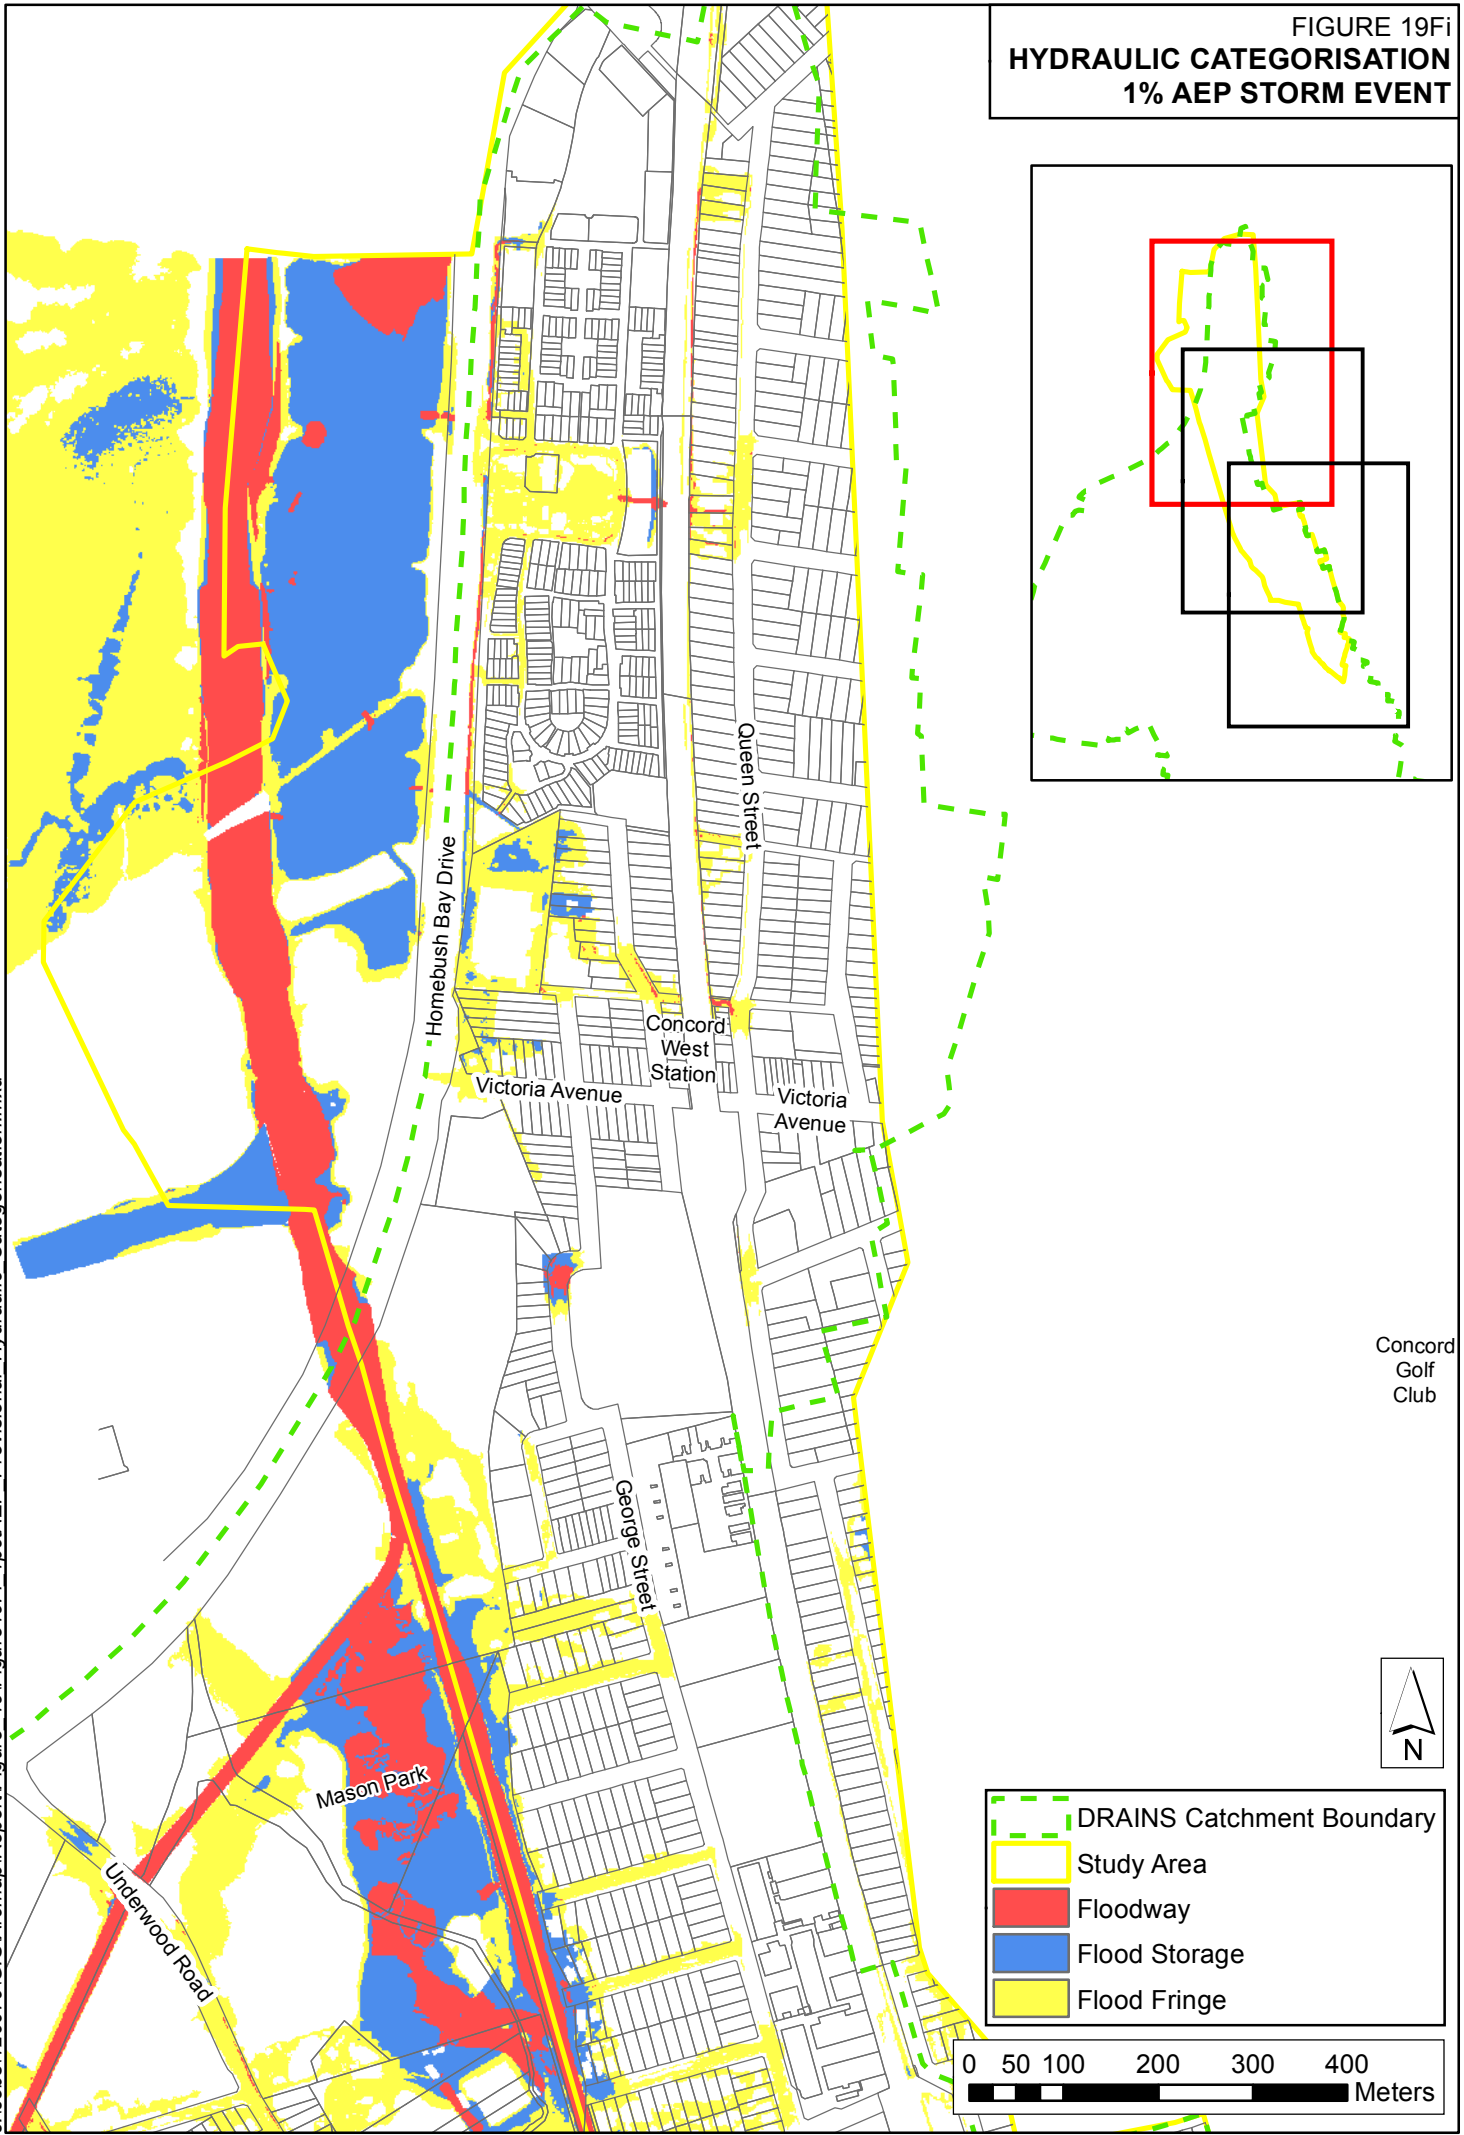 FIGURE 19Fi
HYDRAULIC CATEGORISATION
1% AEP STORM EVENT
Queen Street
Homebush Bay Drive
Concord
West
Station
Victoria Avenue
Victoria
Avenue
Concord
Golf
Club
George Street
Mason Park
Underwood Road
N
DRAINS Catchment Boundary
Study Area
Floodway
Flood Storage
Flood Fringe
0 50 100 200 300 400
Meters